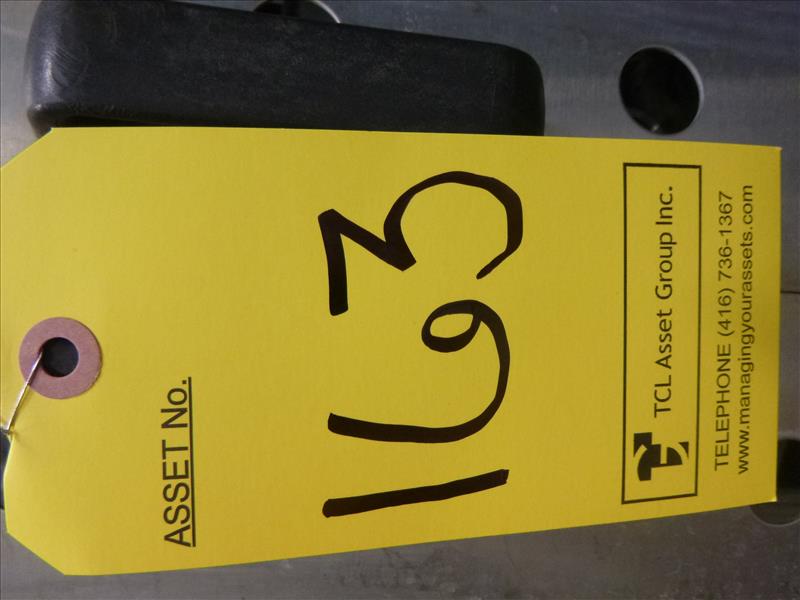 ASSET No.
163
TCL Asset Group Inc.
TELEPHONE (416) 736-1367
www.managingyourassets.com